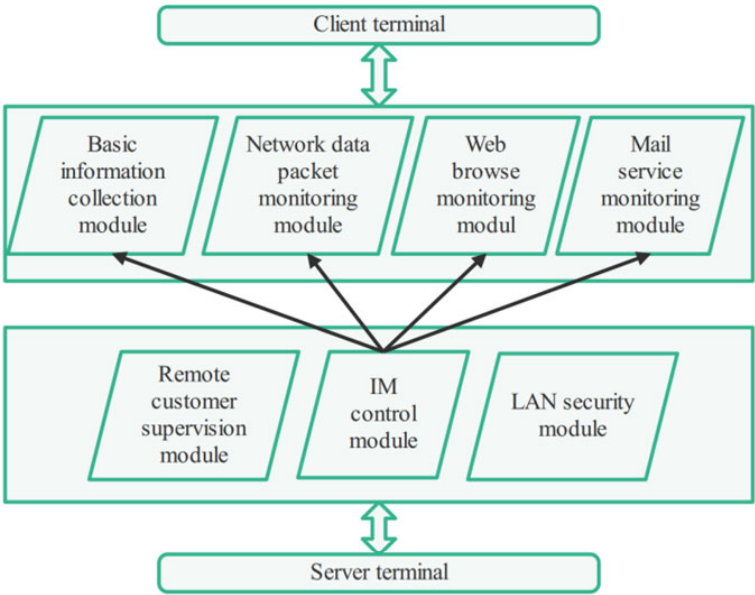 Client terminal
Basic
information
collection
module
Network data
packet
monitoring
module
Web
browse
monitoring
modul
Mail
service
monitoring
module
Remote
customer
supervision
module
IM
control
module
LAN security
module
Server terminal